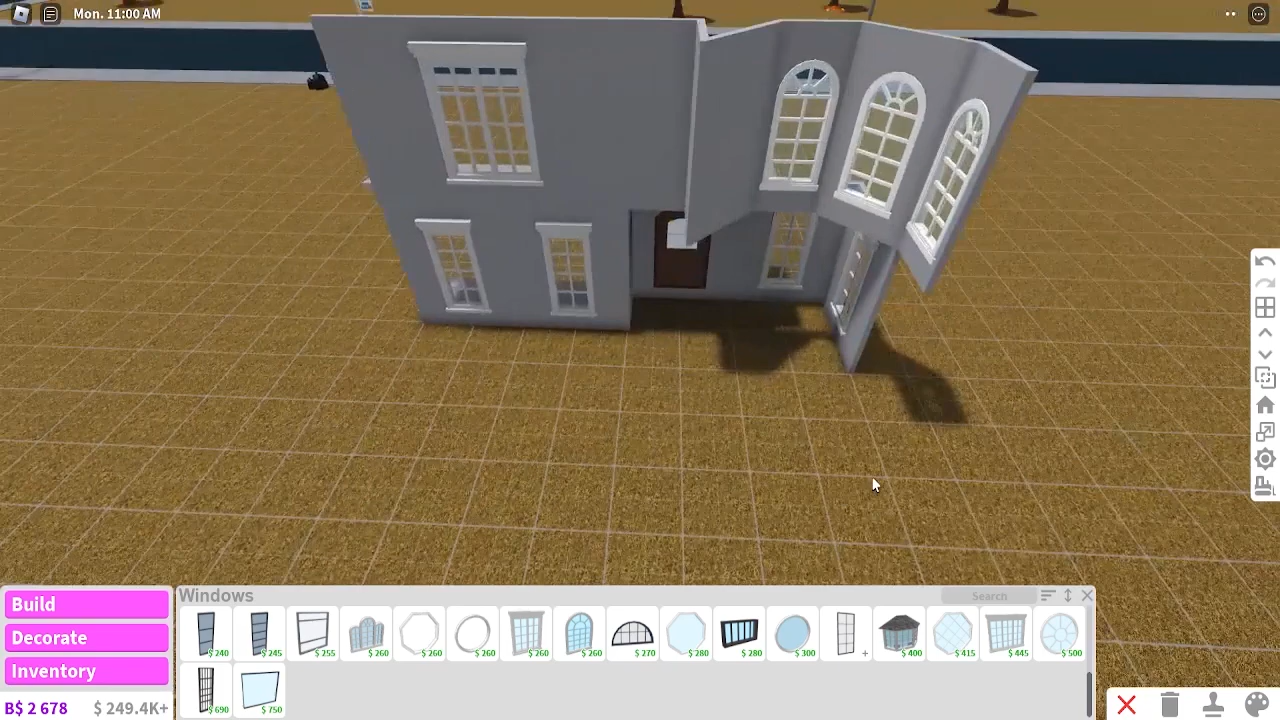 Mon. 11:00 AM
Build
Decorate
Inventory
B$ 2 678 $ 249.4K+
Windows
Search
$ 240 $ 245 $ 255 $ 260 $ 260 $ 260 $ 260 $ 260 $ 270 $ 280 $ 280 $ 300 + $ 400 $ 415 $ 445 $ 500
$ 690 $ 750